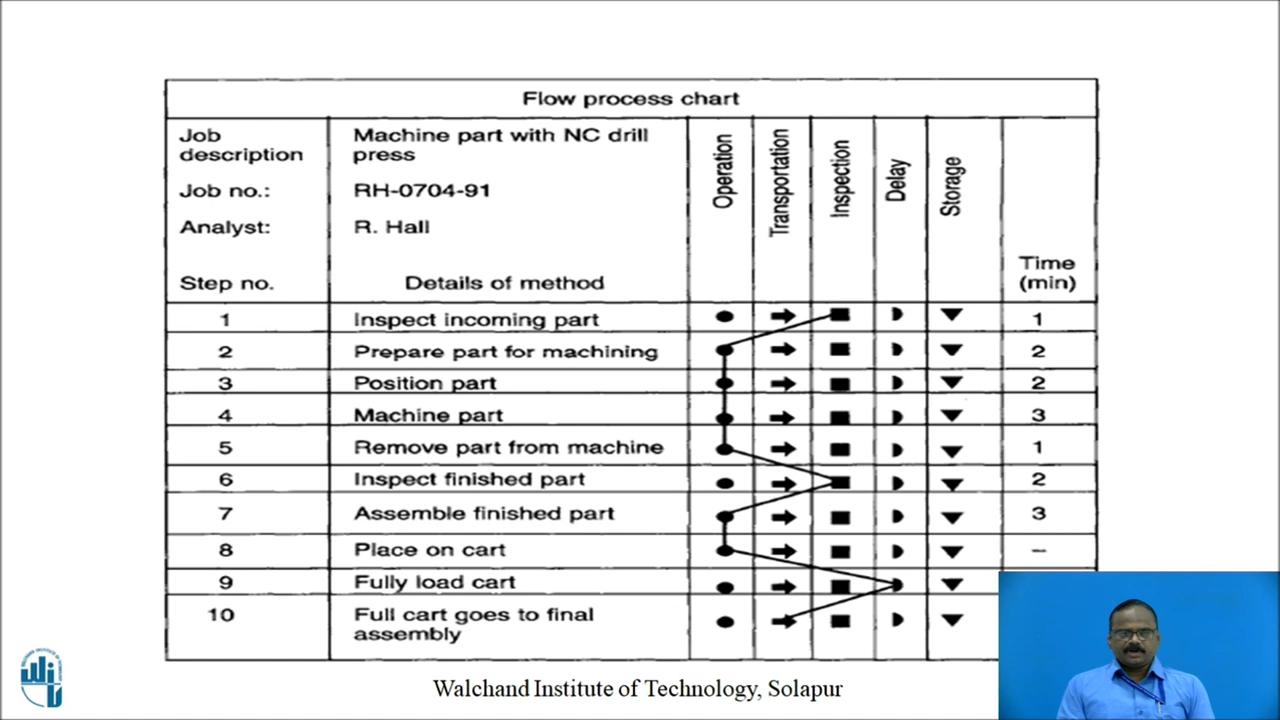 Flow process chart
Job description
Machine part with NC drill press
Job no.:
RH-0704-91
Analyst:
R. Hall
Operation
Transportation
Inspection
Delay
Storage
Step no.
Details of method
Time (min)
1 Inspect incoming part 1
2 Prepare part for machining 2
3 Position part 2
4 Machine part 3
5 Remove part from machine 1
6 Inspect finished part 2
7 Assemble finished part 3
8 Place on cart –
9 Fully load cart
10 Full cart goes to final assembly
Walchand Institute of Technology, Solapur